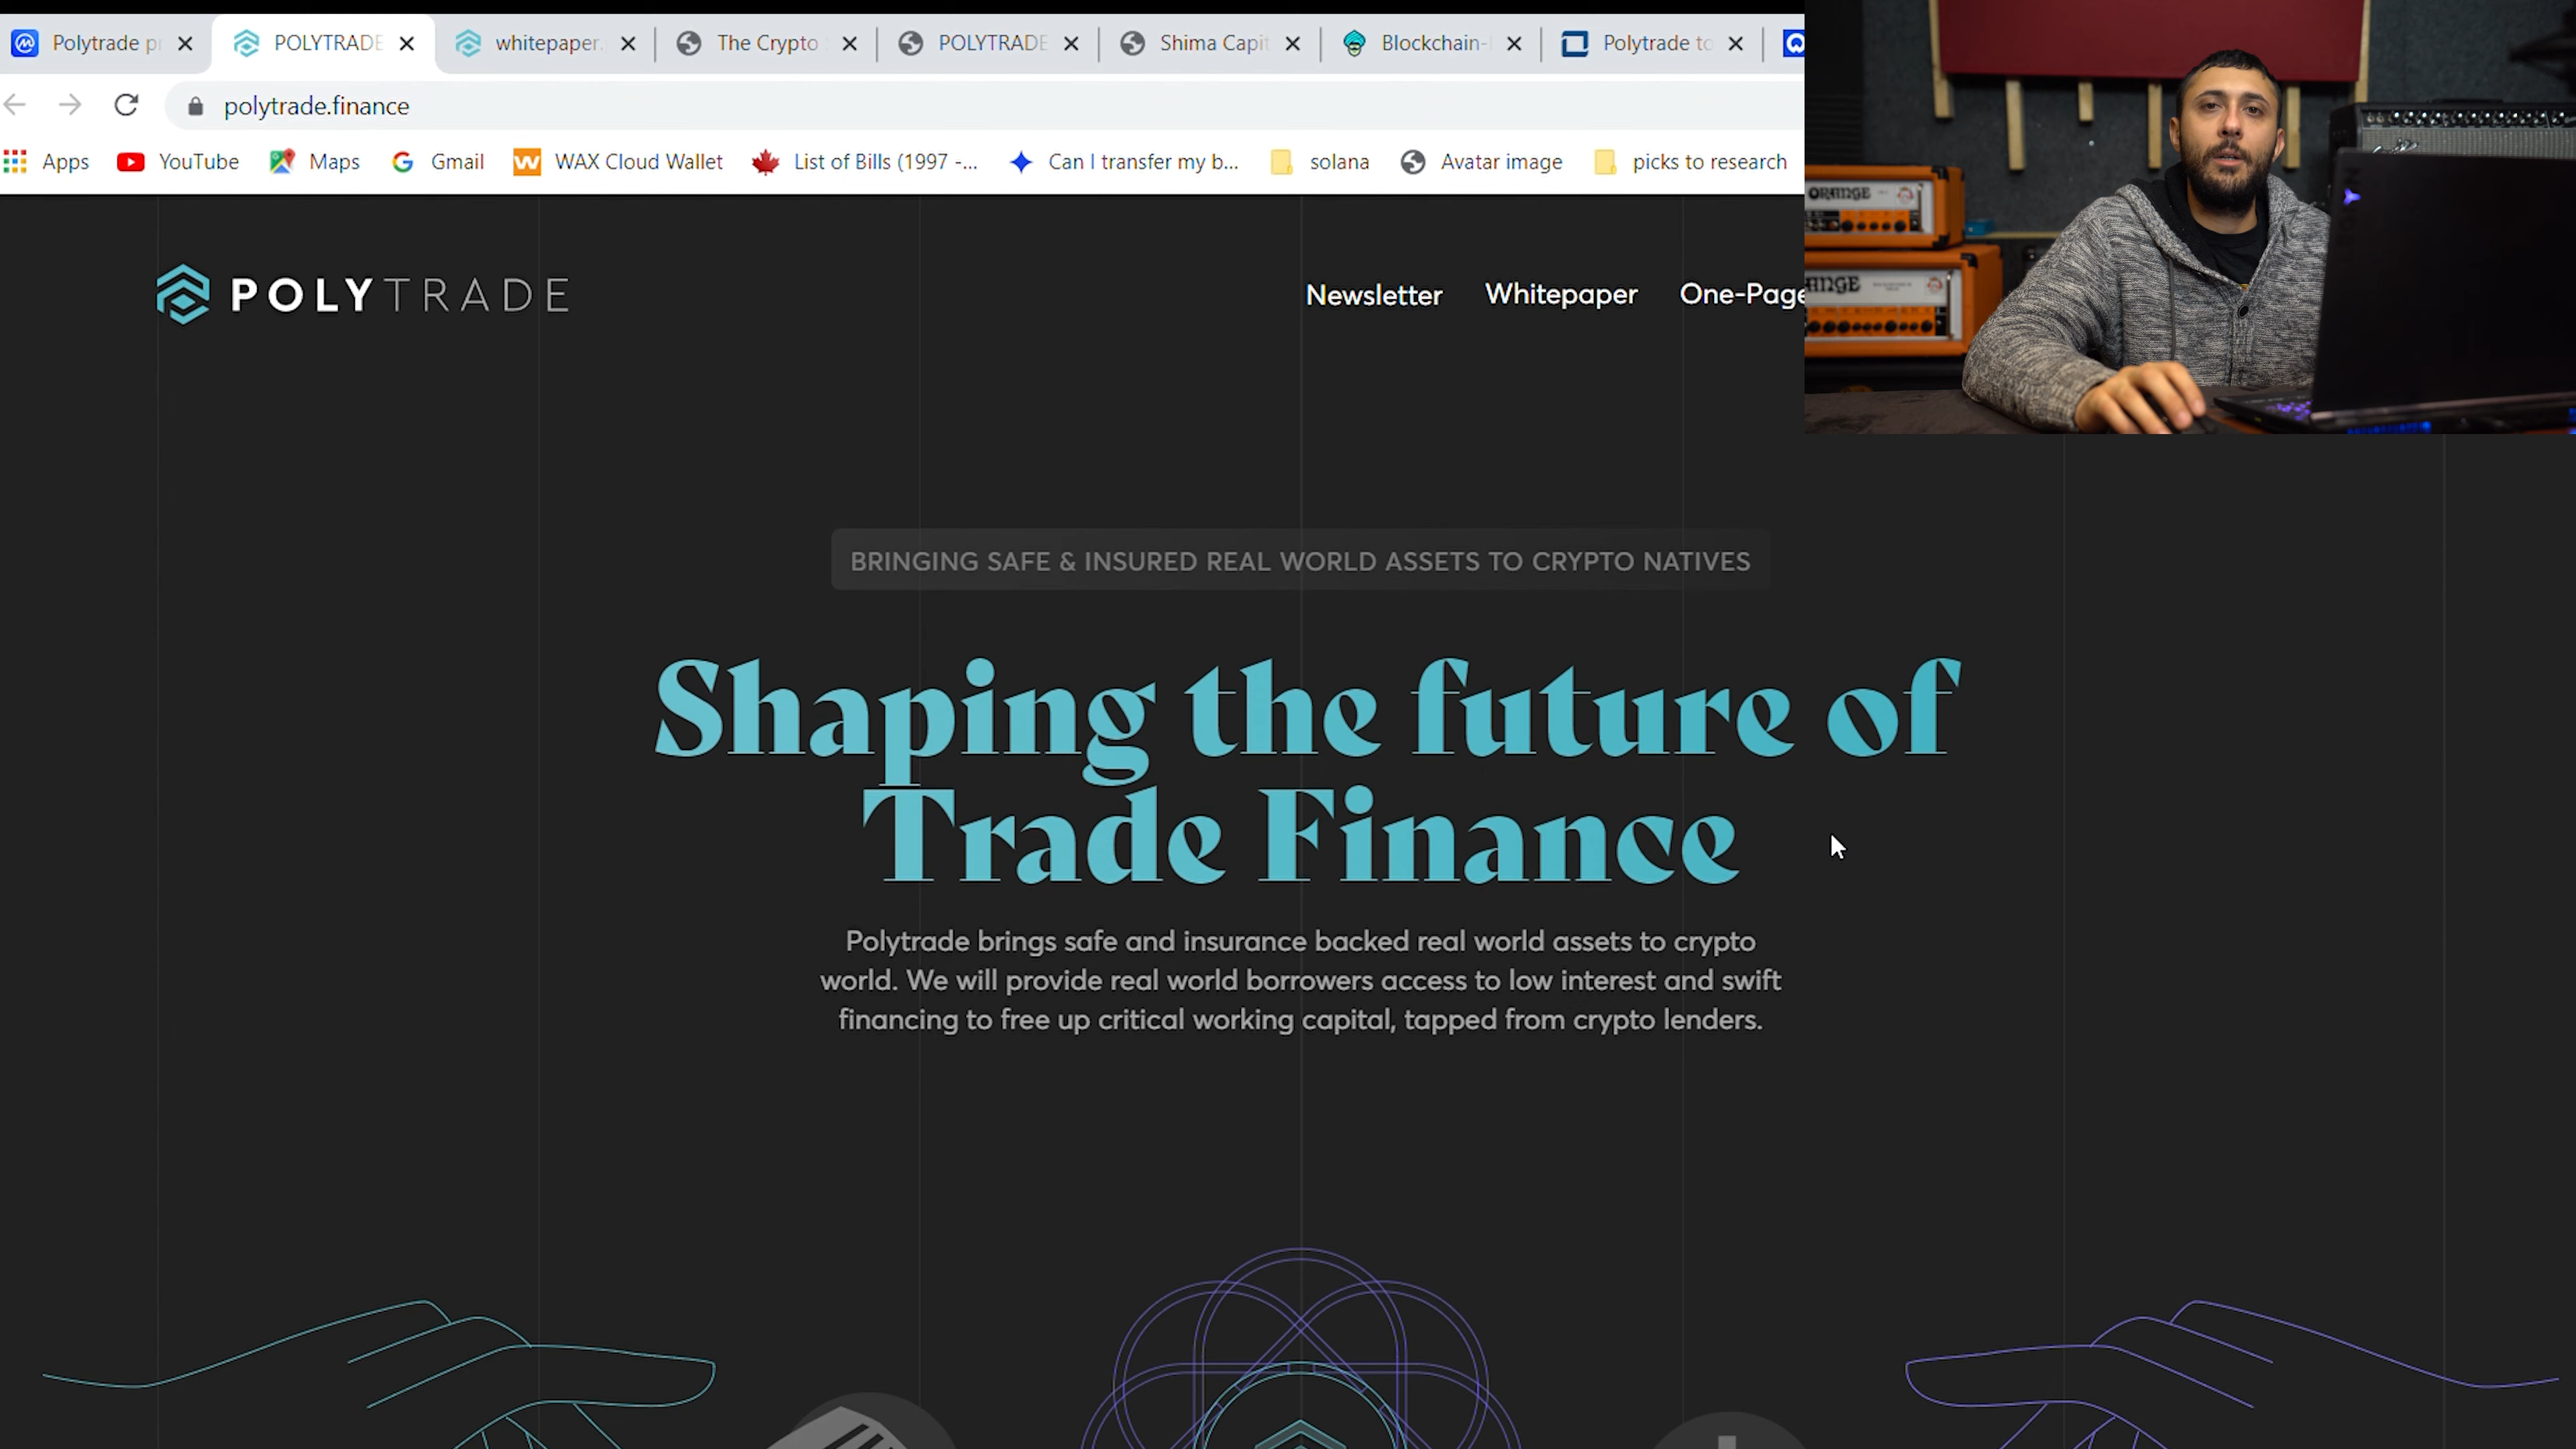 Polytrade pr
POLYTRADE
whitepaper.
The Crypto
POLYTRADE
Shima Capit
Blockchain-
Polytrade to
polytrade.finance
Apps
YouTube
Maps
Gmail
WAX Cloud Wallet
List of Bills (1997 -...
Can I transfer my b...
solana
Avatar image
picks to research
ORANGE
ANGE
POLYTRADE
Newsletter
Whitepaper
One-Page
BRINGING SAFE & INSURED REAL WORLD ASSETS TO CRYPTO NATIVES
Shaping the future of
Trade Finance
Polytrade brings safe and insurance backed real world assets to crypto
world. We will provide real world borrowers access to low interest and swift
financing to free up critical working capital, tapped from crypto lenders.